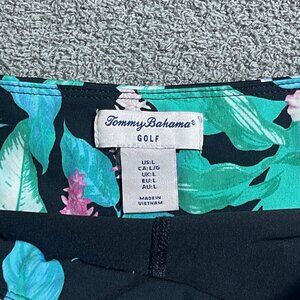 Tommy Bahama®
GOLF
US:L
CA:L/G
UK:L
EU:L
AU:L
MADE IN
VIETNAM